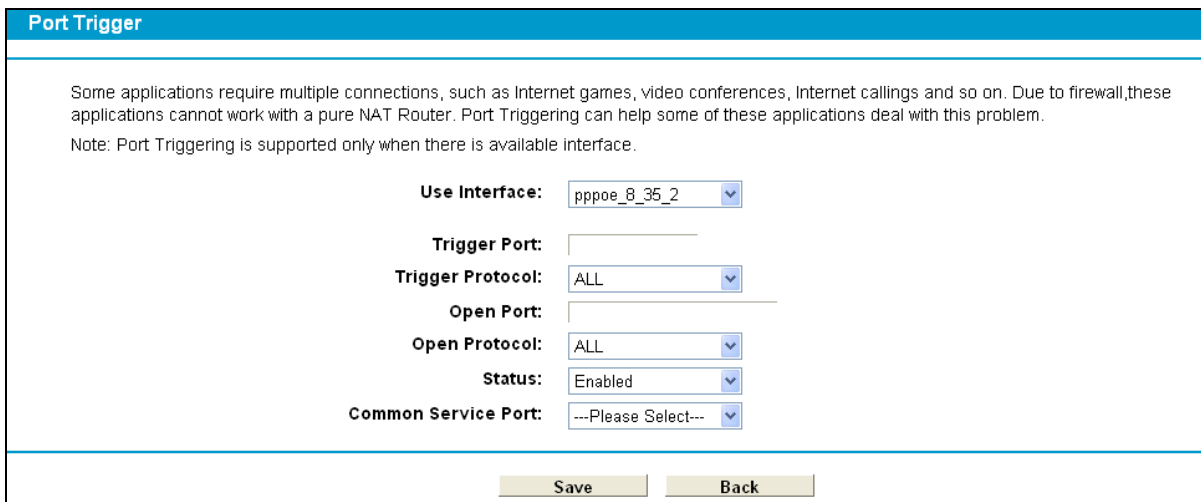 Port Trigger
Some applications require multiple connections, such as Internet games, video conferences, Internet callings and so on. Due to firewall,these
applications cannot work with a pure NAT Router. Port Triggering can help some of these applications deal with this problem.
Note: Port Triggering is supported only when there is available interface.
Use Interface: pppoe_8_35_2
Trigger Port:
Trigger Protocol: ALL
Open Port:
Open Protocol: ALL
Status: Enabled
Common Service Port: ---Please Select---
Save Back